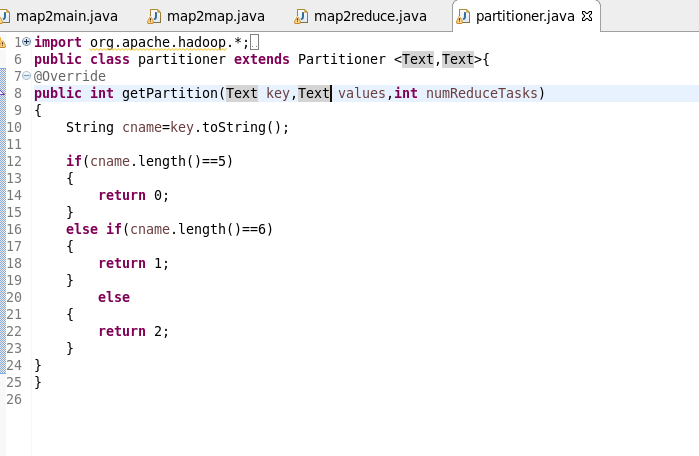 map2main.java map2map.java map2reduce.java partitioner.java
1 import org.apache.hadoop.*;
6 public class partitioner extends Partitioner <Text,Text>{
7 @Override
8 public int getPartition(Text key,Text values,int numReduceTasks)
9 {
10 String cname=key.toString();
11
12 if(cname.length()==5)
13 {
14 return 0;
15 }
16 else if(cname.length()==6)
17 {
18 return 1;
19 }
20 else
21 {
22 return 2;
23 }
24 }
25 }
26